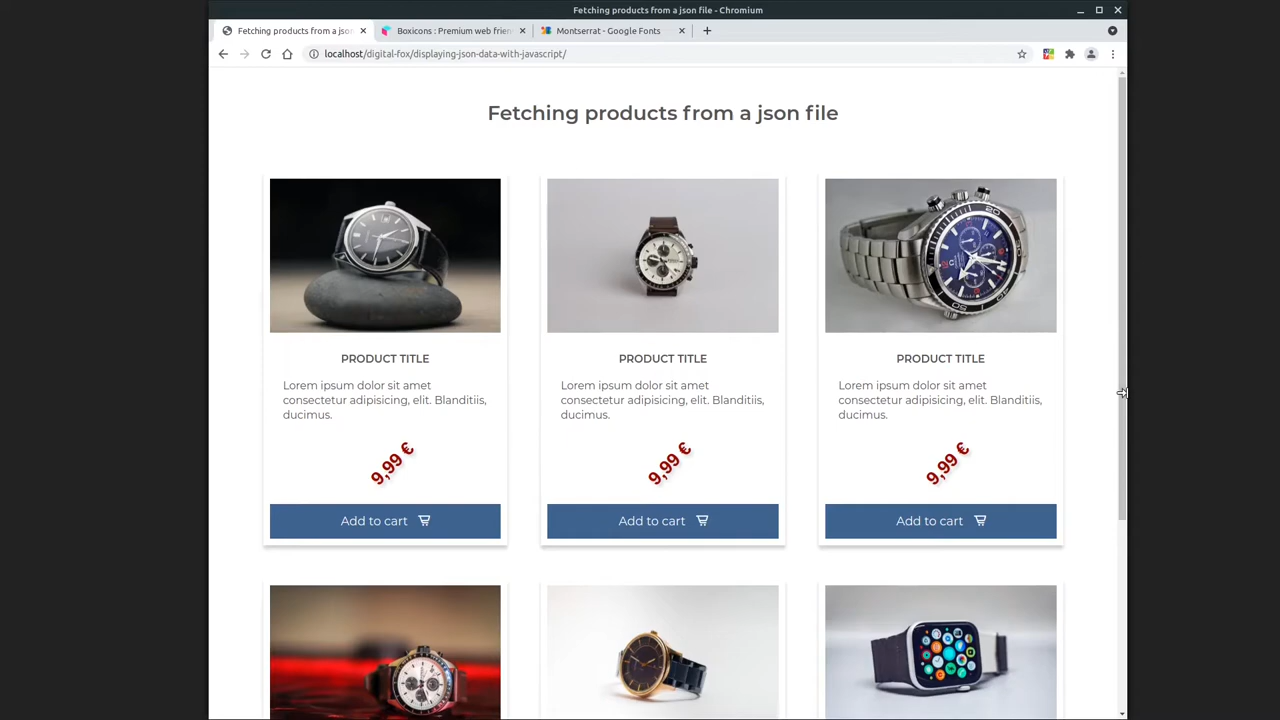 Fetching products from a json file - Chromium
Fetching products from a jso
Boxicons : Premium web frien
Montserrat - Google Fonts
localhost/digital-fox/displaying-json-data-with-javascript/
Fetching products from a json file
PRODUCT TITLE
Lorem ipsum dolor sit amet
consectetur adipisicing, elit. Blanditiis,
ducimus.
9,99 €
Add to cart
PRODUCT TITLE
Lorem ipsum dolor sit amet
consectetur adipisicing, elit. Blanditiis,
ducimus.
9,99 €
Add to cart
PRODUCT TITLE
Lorem ipsum dolor sit amet
consectetur adipisicing, elit. Blanditiis,
ducimus.
9,99 €
Add to cart